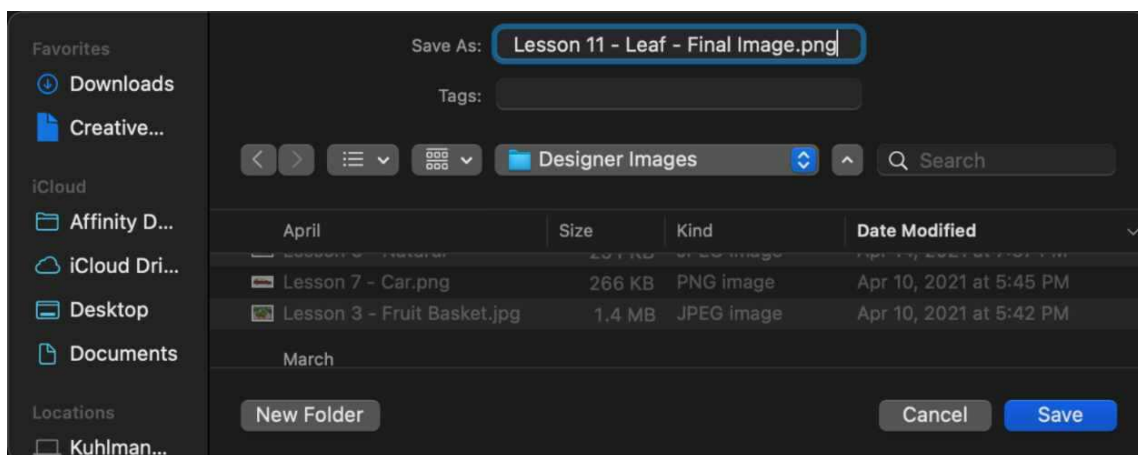 Favorites
Downloads
Creative...
iCloud
Affinity D...
iCloud Dri...
Desktop
Documents
Locations
Kuhlman...
Save As: Lesson 11 - Leaf - Final Image.png
Tags:
Designer Images
Search
April Size Kind Date Modified
Lesson 7 - Car.png 266 KB PNG image Apr 10, 2021 at 5:45 PM
Lesson 3 - Fruit Basket.jpg 1.4 MB JPEG image Apr 10, 2021 at 5:42 PM
March
New Folder Cancel Save